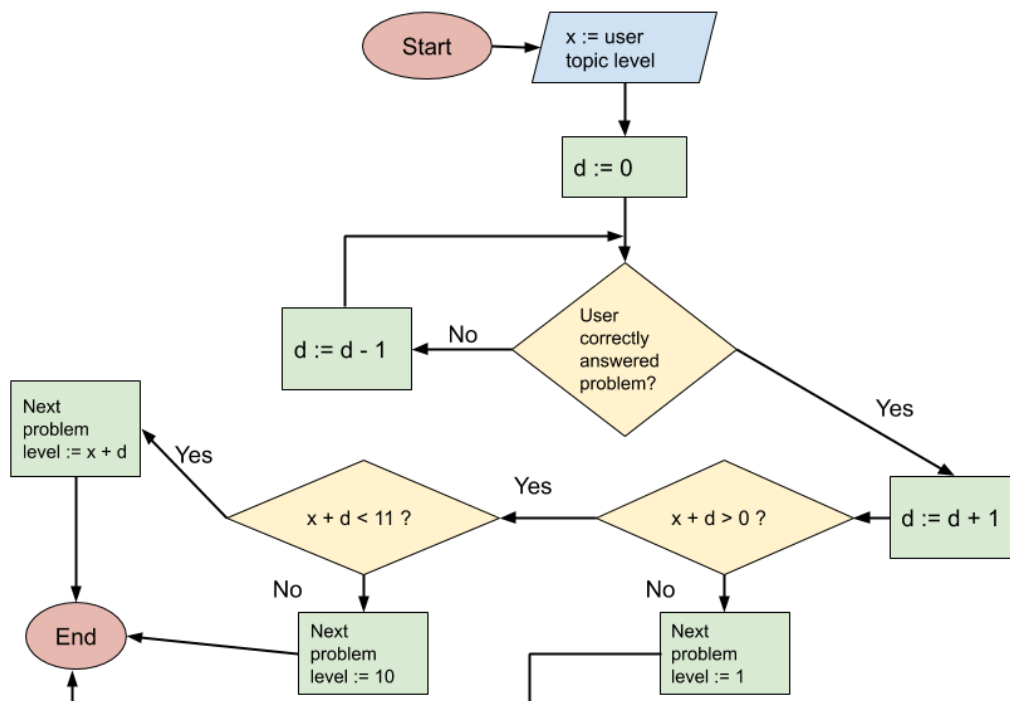 Start
x := user
topic level
d := 0
User
correctly
answered
problem?
No
d := d - 1
Yes
d := d + 1
x + d > 0 ?
Yes
x + d < 11 ?
Yes
Next
problem
level := x + d
No
Next
problem
level := 10
No
Next
problem
level := 1
End